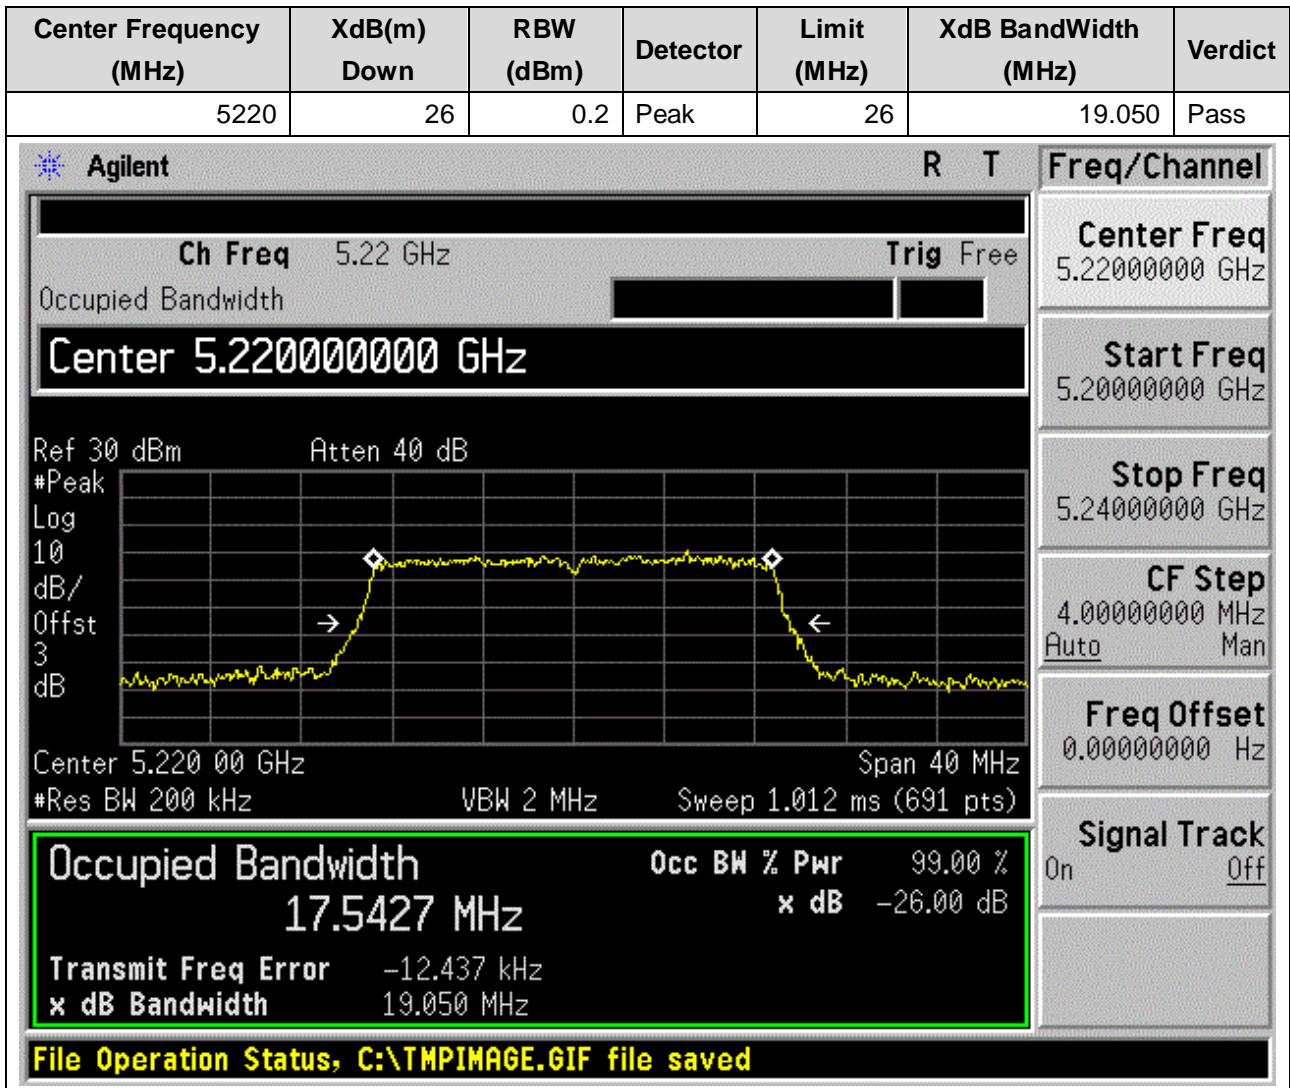 Center Frequency (MHz) XdB(m) Down RBW (dBm) Detector Limit (MHz) XdB BandWidth (MHz) Verdict
5220 26 0.2 Peak 26 19.050 Pass
Agilent R T Freq/Channel
Ch Freq 5.22 GHz Trig Free
Occupied Bandwidth
Center 5.220000000 GHz
Center Freq
5.22000000 GHz
Start Freq
5.20000000 GHz
Stop Freq
5.24000000 GHz
CF Step
4.00000000 MHz
Auto Man
Freq Offset
0.00000000 Hz
Signal Track
On Off
Ref 30 dBm Atten 40 dB
#Peak
Log
10
dB/
Offst
3
dB
Center 5.220 00 GHz Span 40 MHz
#Res BW 200 kHz VBW 2 MHz Sweep 1.012 ms (691 pts)
Occupied Bandwidth Occ BW % Pwr 99.00 %
17.5427 MHz x dB -26.00 dB
Transmit Freq Error -12.437 kHz
x dB Bandwidth 19.050 MHz
File Operation Status, C:\TMPIMAGE.GIF file saved